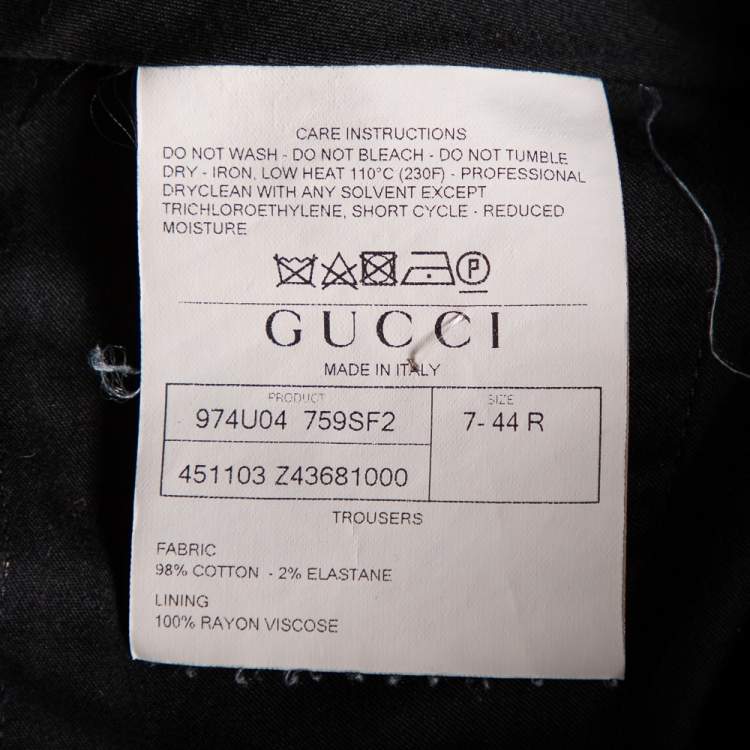 CARE INSTRUCTIONS
DO NOT WASH - DO NOT BLEACH - DO NOT TUMBLE
DRY - IRON, LOW HEAT 110°C (230F) - PROFESSIONAL
DRYCLEAN WITH ANY SOLVENT EXCEPT
TRICHLOROETHYLENE, SHORT CYCLE - REDUCED
MOISTURE
P
GUCCI
MADE IN ITALY
PRODUCT SIZE
974U04 759SF2 7- 44 R
451103 Z43681000
TROUSERS
FABRIC
98% COTTON - 2% ELASTANE
LINING
100% RAYON VISCOSE